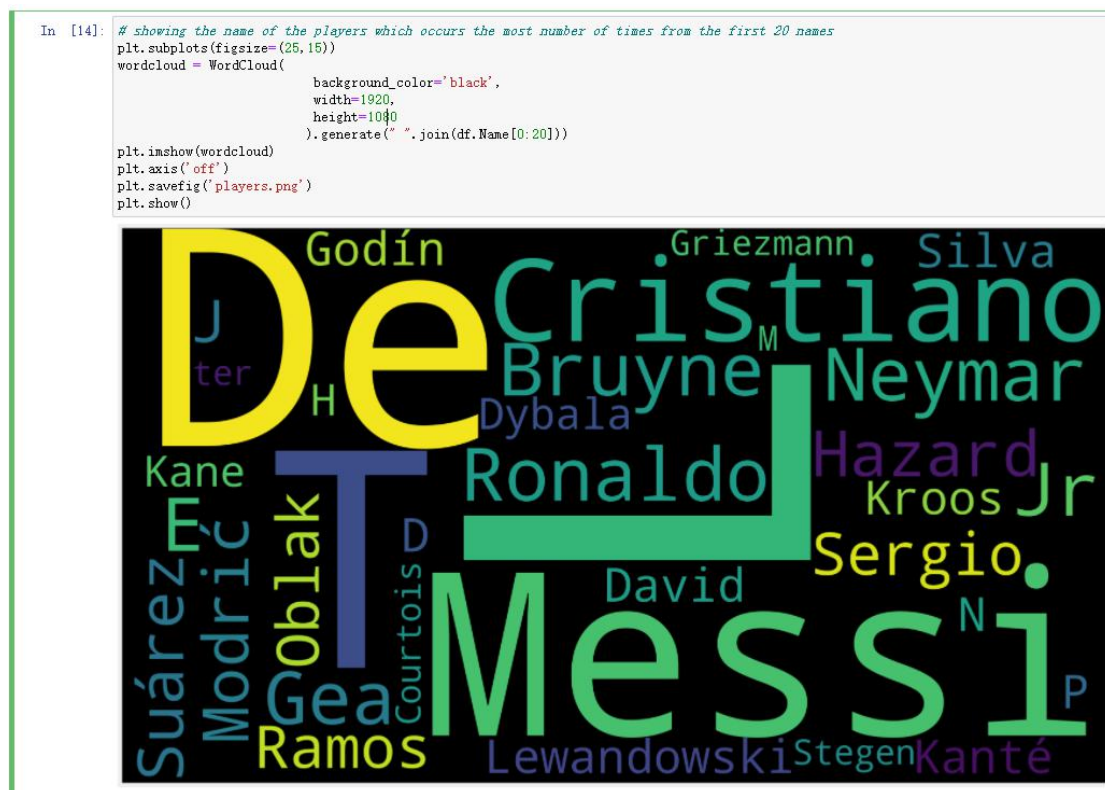 In [14]: # showing the name of the players which occurs the most number of times from the first 20 names
plt.subplots(figsize=(25,15))
wordcloud = WordCloud(
background_color='black',
width=1920,
height=1080
).generate(" ".join(df.Name[0:20]))
plt.imshow(wordcloud)
plt.axis('off')
plt.savefig('players.png')
plt.show()
De
Godín
Cristiano
Griezmann
Silva
J
ter
H
M
Bruyne
Neymar
Dybala
L
Kane
Ronaldo
Hazard
Kroos
Jr
E
T
D
Sergio
Suárez
Modrić
Oblak
Courtois
David
N
Messi
Gea
P
Ramos
Lewandowski
Stegen
Kanté